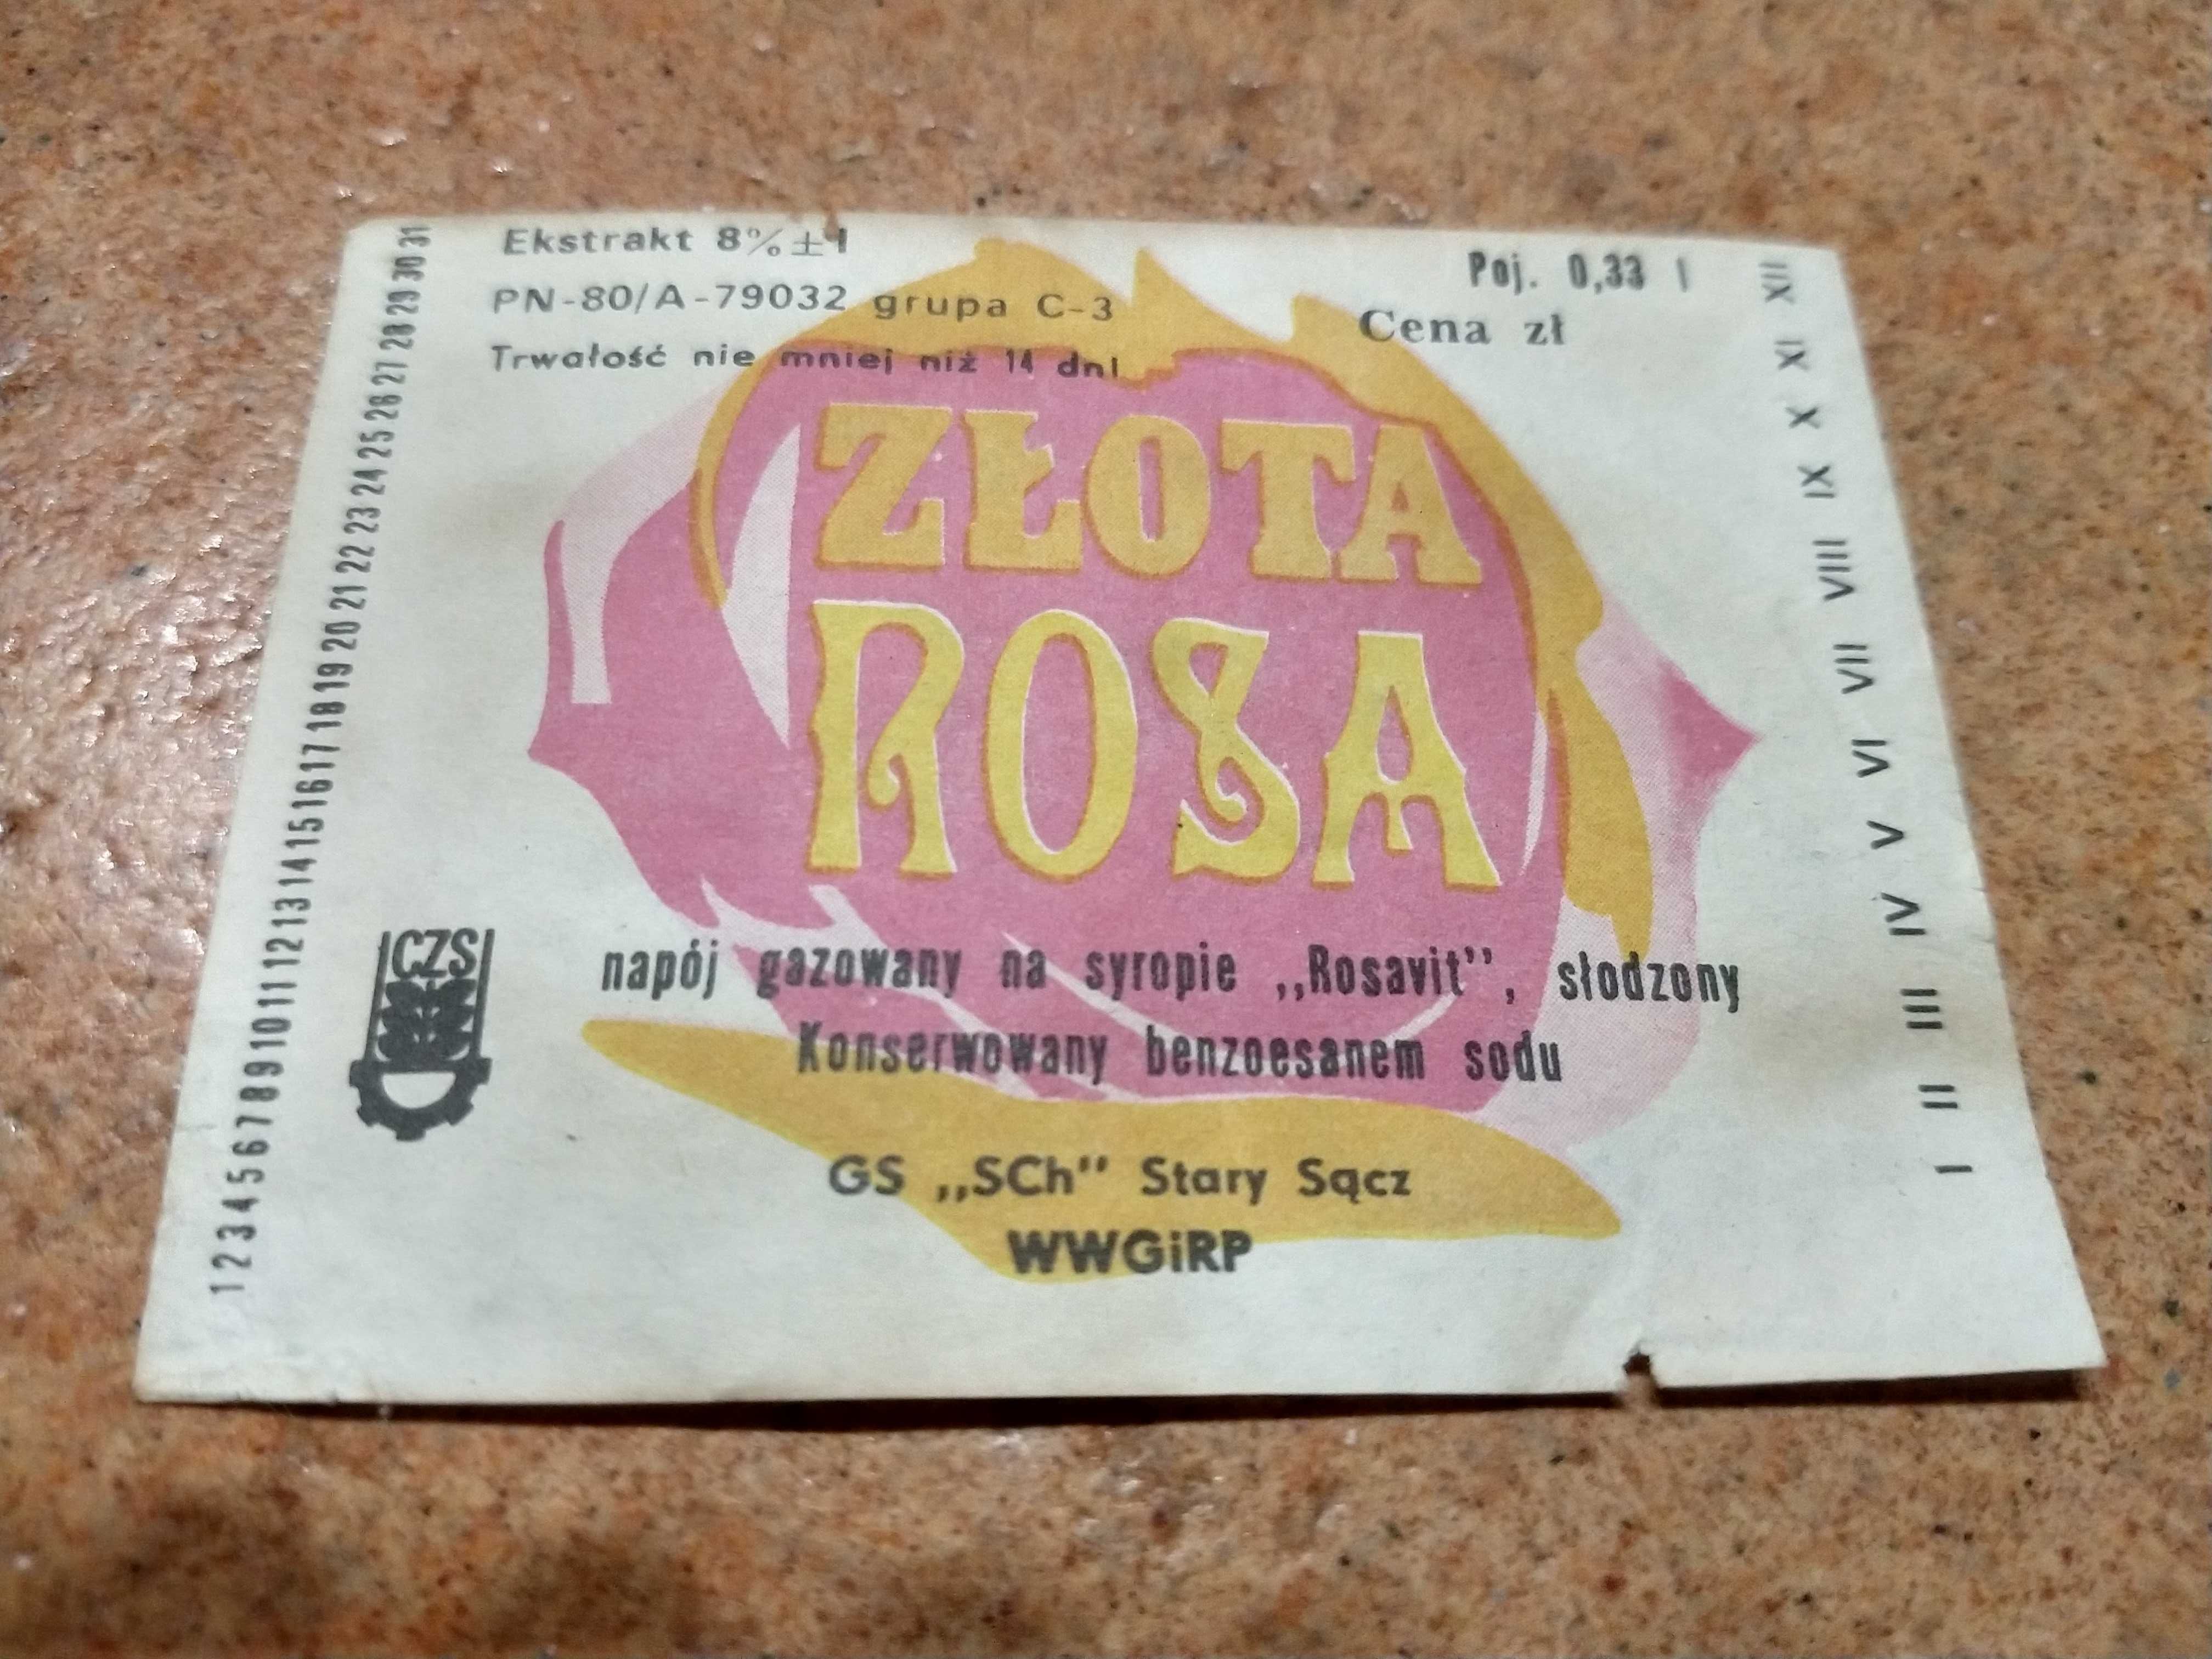 Ekstrakt 8% ±1
PN-80/A-79032 grupa C-3
Trwałość nie mniej niż 14 dni
Poj. 0,33 l
Cena zł
ZŁOTA
ROSA
napój gazowany na syropie ,,Rosavit'', słodzony
Konserwowany benzoesanem sodu
CZS
GS ,,SCh'' Stary Sącz
WWGiRP
1 2 3 4 5 6 7 8 9 10 11 12 13 14 15 16 17 18 19 20 21 22 23 24 25 26 27 28 29 30 31
I II III IV V VI VII VIII IX X XI XII